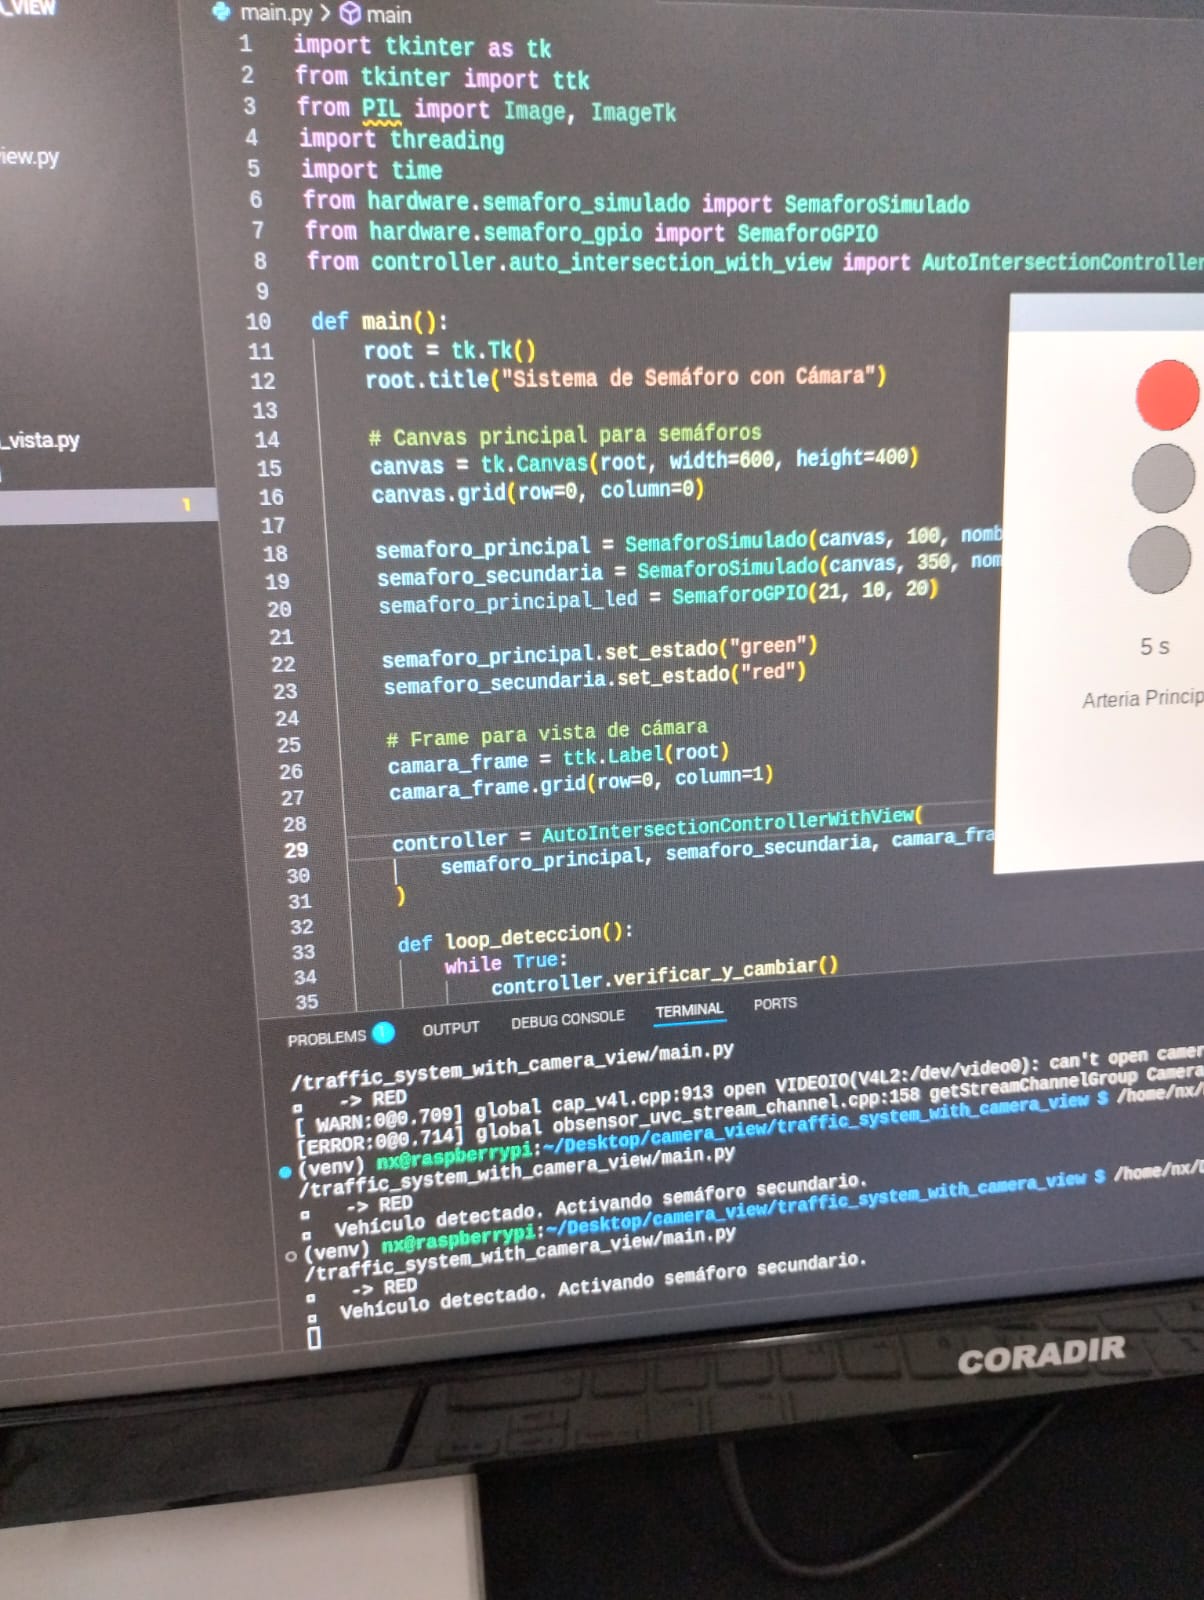 _VIEW
iew.py
_vista.py
1
main.py > main
1 import tkinter as tk
2 from tkinter import ttk
3 from PIL import Image, ImageTk
4 import threading
5 import time
6 from hardware.semaforo_simulado import SemaforoSimulado
7 from hardware.semaforo_gpio import SemaforoGPIO
8 from controller.auto_intersection_with_view import AutoIntersectionController
9
10 def main():
11 root = tk.Tk()
12 root.title("Sistema de Semáforo con Cámara")
13
14 # Canvas principal para semáforos
15 canvas = tk.Canvas(root, width=600, height=400)
16 canvas.grid(row=0, column=0)
17
18 semaforo_principal = SemaforoSimulado(canvas, 100, nomb
19 semaforo_secundaria = SemaforoSimulado(canvas, 350, nom
20 semaforo_principal_led = SemaforoGPIO(21, 10, 20)
21
22 semaforo_principal.set_estado("green")
23 semaforo_secundaria.set_estado("red")
24
25 # Frame para vista de cámara
26 camara_frame = ttk.Label(root)
27 camara_frame.grid(row=0, column=1)
28
29 controller = AutoIntersectionControllerWithView(
30 semaforo_principal, semaforo_secundaria, camara_fra
31 )
32
33 def loop_deteccion():
34 while True:
35 controller.verificar_y_cambiar()
5 s
Arteria Princip
PROBLEMS 1 OUTPUT DEBUG CONSOLE TERMINAL PORTS
/traffic_system_with_camera_view/main.py
-> RED
[ WARN:0@0.709] global cap_v4l.cpp:913 open VIDEOIO(V4L2:/dev/video0): can't open camer
[ERROR:0@0.714] global obsensor_uvc_stream_channel.cpp:158 getStreamChannelGroup Camera
(venv) nx@raspberrypi:~/Desktop/camera_view/traffic_system_with_camera_view $ /home/nx/
/traffic_system_with_camera_view/main.py
-> RED
Vehículo detectado. Activando semáforo secundario.
(venv) nx@raspberrypi:~/Desktop/camera_view/traffic_system_with_camera_view $ /home/nx/D
/traffic_system_with_camera_view/main.py
-> RED
Vehículo detectado. Activando semáforo secundario.
CORADIR